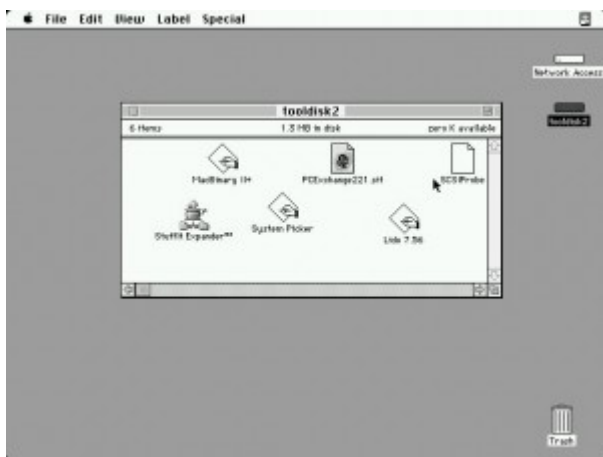 File Edit View Label Special
Network Access
tooldisk2
tooldisk2
6 items 1.3 MB in disk zero K available
MacBinary II+
PCExchange221.sit
SCSIProbe
StuffIt Expander™
System Picker
Lido 7.56
Trash